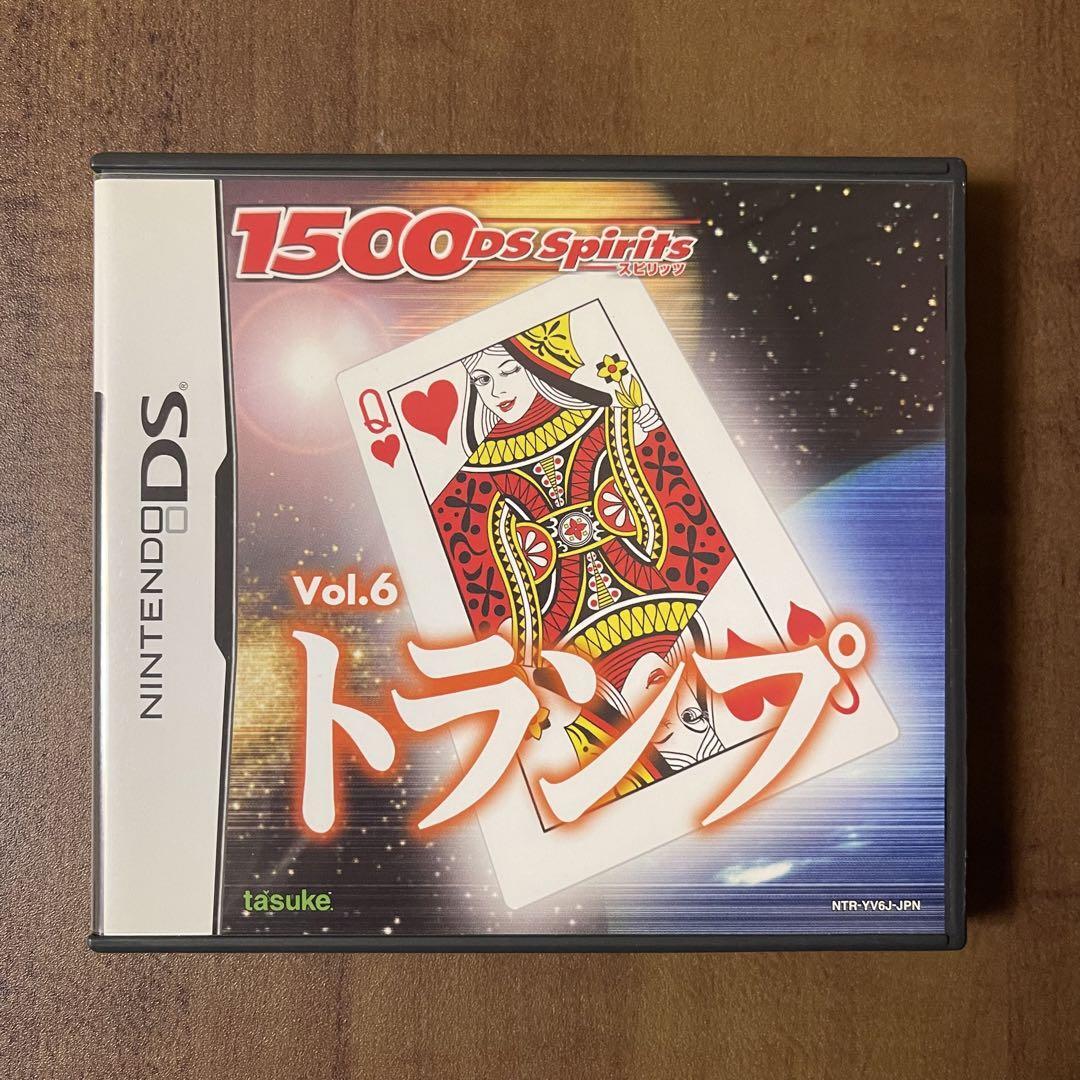 NINTENDO DS®
1500 DS Spirits
スピリッツ
Q
Vol.6
トランプ
Q
tasuke
NTR-YV6J-JPN